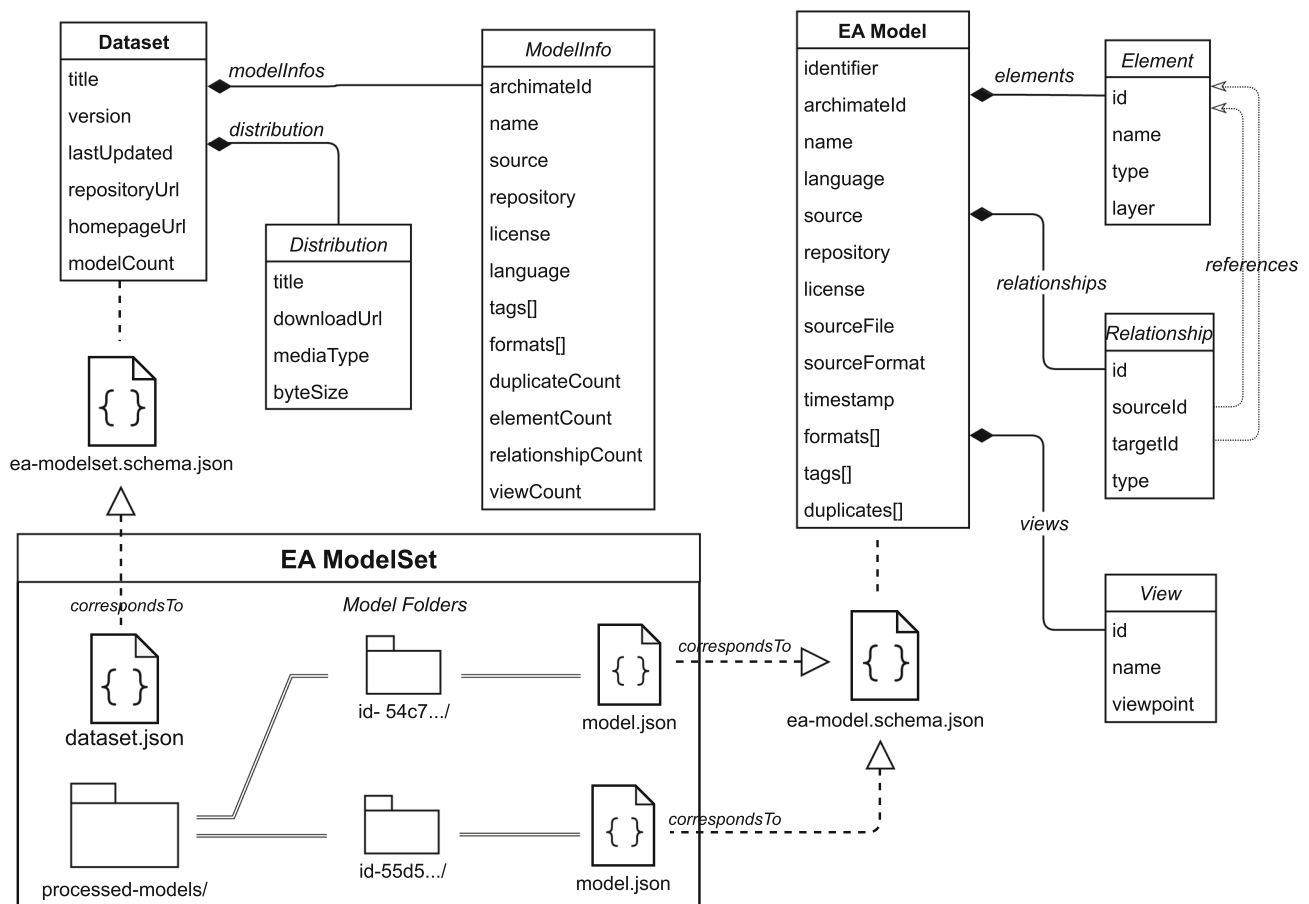 Dataset
title
version
lastUpdated
repositoryUrl
homepageUrl
modelCount
modelInfos
distribution
Distribution
title
downloadUrl
mediaType
byteSize
ModelInfo
archimateId
name
source
repository
license
language
tags[]
formats[]
duplicateCount
elementCount
relationshipCount
viewCount
{ }
ea-modelset.schema.json
EA Model
identifier
archimateId
name
language
source
repository
license
sourceFile
sourceFormat
timestamp
formats[]
tags[]
duplicates[]
elements
Element
id
name
type
layer
references
relationships
Relationship
id
sourceId
targetId
type
views
View
id
name
viewpoint
EA ModelSet
correspondsTo
{ }
dataset.json
processed-models/
Model Folders
id- 54c7.../
{ }
model.json
id-55d5.../
{ }
model.json
correspondsTo
correspondsTo
{ }
ea-model.schema.json